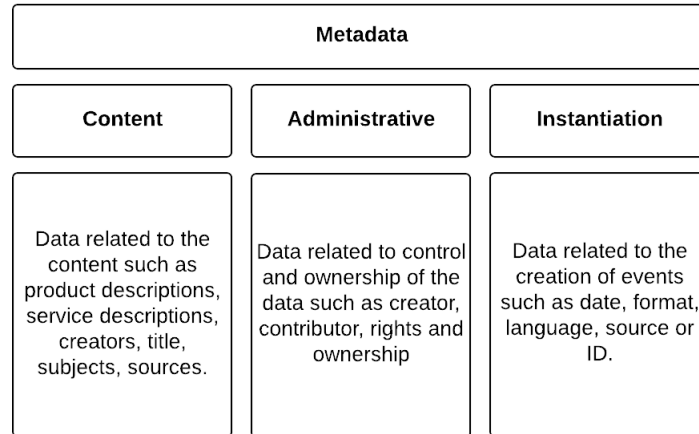 Metadata
Content
Administrative
Instantiation
Data related to the
content such as
product descriptions,
service descriptions,
creators, title,
subjects, sources.
Data related to control
and ownership of the
data such as creator,
contributor, rights and
ownership
Data related to the
creation of events
such as date, format,
language, source or
ID.